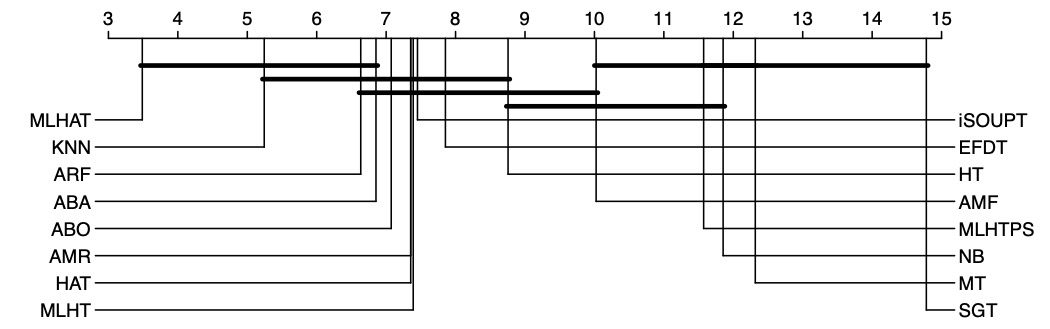 3 4 5 6 7 8 9 10 11 12 13 14 15
MLHAT iSOUPT
KNN EFDT
ARF HT
ABA AMF
ABO MLHTPS
AMR NB
HAT MT
MLHT SGT